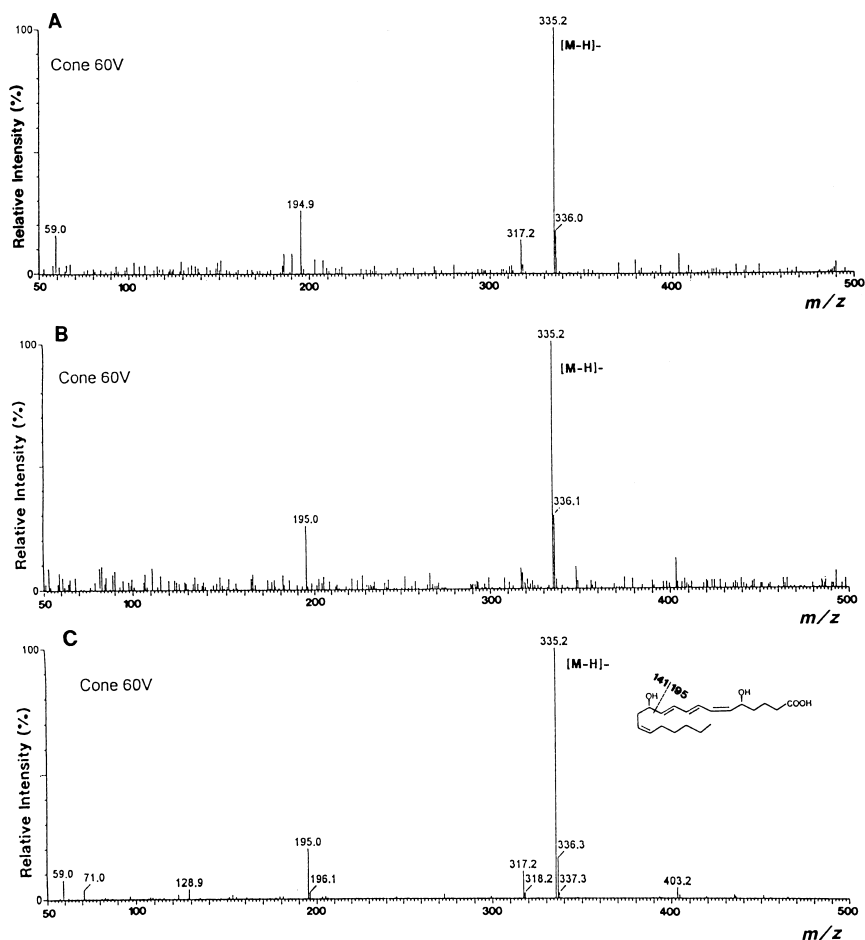 A
Cone 60V
Relative Intensity (%)
100
0
335.2
[M-H]-
194.9
59.0
317.2
336.0
50 100 200 300 400 500
m/z
B
Cone 60V
Relative Intensity (%)
100
0
335.2
[M-H]-
336.1
195.0
50 100 200 300 400 500
m/z
C
Cone 60V
Relative Intensity (%)
100
0
335.2
[M-H]-
141 195
OH
OH
COOH
195.0
336.3
317.2
59.0
71.0
128.9
196.1
318.2
337.3
403.2
50 100 200 300 400 500
m/z